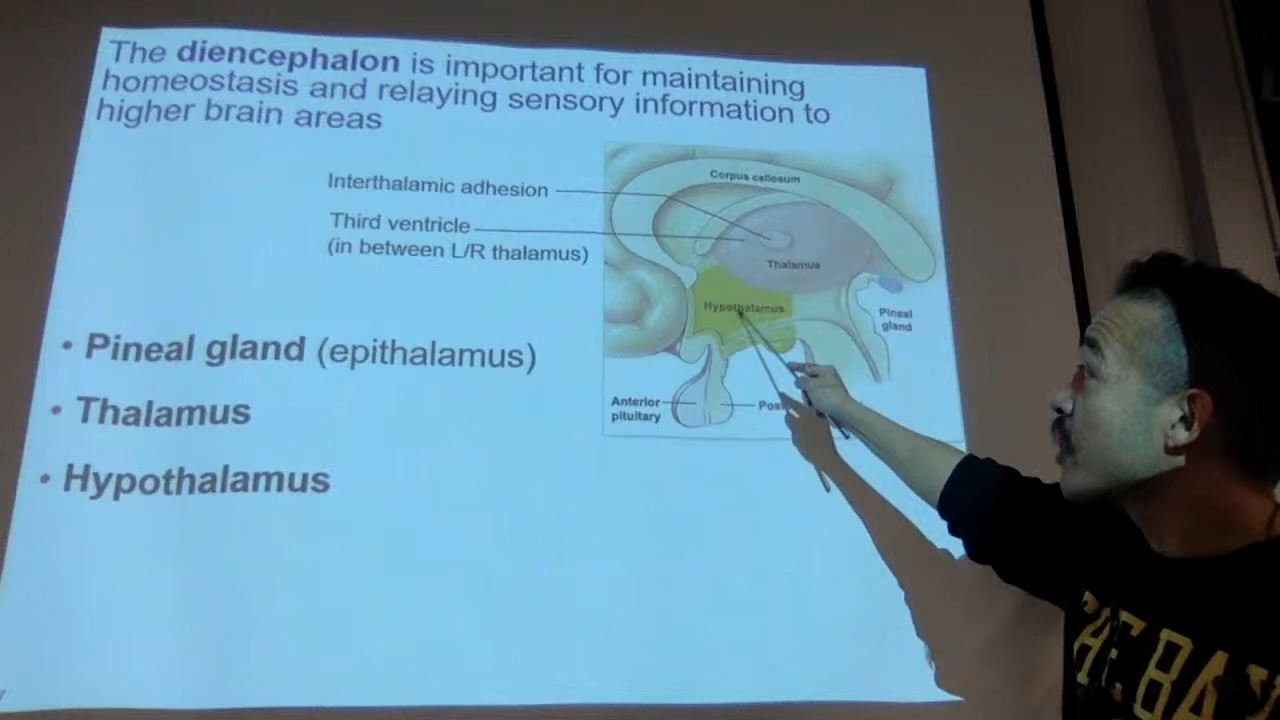 The diencephalon is important for maintaining
homeostasis and relaying sensory information to
higher brain areas
Interthalamic adhesion
Third ventricle
(in between L/R thalamus)
Corpus callosum
Thalamus
Hypothalamus
Pineal
gland
Anterior
pituitary
• Pineal gland (epithalamus)
• Thalamus
• Hypothalamus